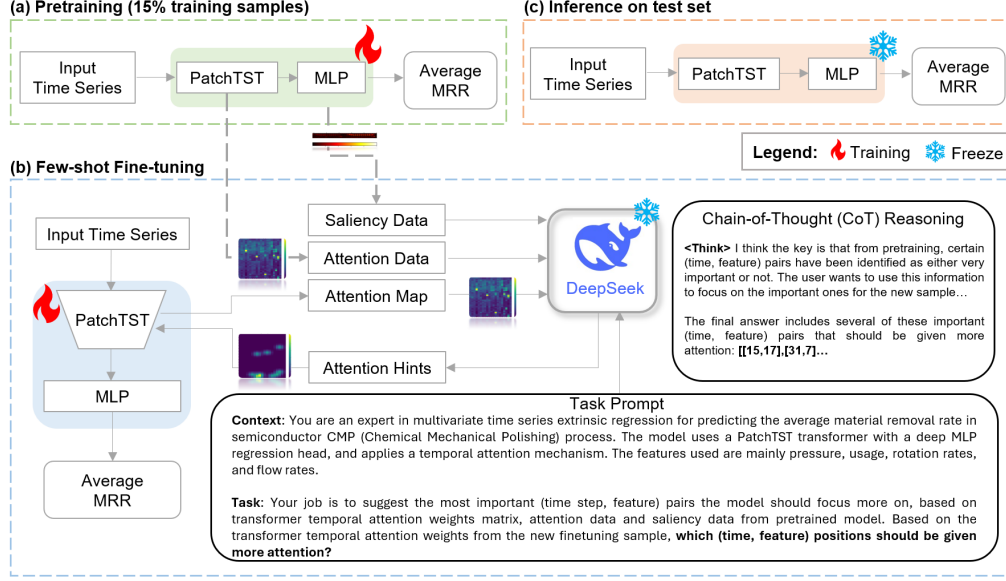 (a) Pretraining (15% training samples)
Input
Time Series
PatchTST
MLP
Average
MRR
(c) Inference on test set
Input
Time Series
PatchTST
MLP
Average
MRR
Legend: Training Freeze
(b) Few-shot Fine-tuning
Input Time Series
PatchTST
MLP
Average
MRR
Saliency Data
Attention Data
Attention Map
Attention Hints
DeepSeek
Chain-of-Thought (CoT) Reasoning
<Think> I think the key is that from pretraining, certain
(time, feature) pairs have been identified as either very
important or not. The user wants to use this information
to focus on the important ones for the new sample…
The final answer includes several of these important
(time, feature) pairs that should be given more
attention: [[15,17],[31,7]…
Task Prompt
Context: You are an expert in multivariate time series extrinsic regression for predicting the average material removal rate in
semiconductor CMP (Chemical Mechanical Polishing) process. The model uses a PatchTST transformer with a deep MLP
regression head, and applies a temporal attention mechanism. The features used are mainly pressure, usage, rotation rates,
and flow rates.
Task: Your job is to suggest the most important (time step, feature) pairs the model should focus more on, based on
transformer temporal attention weights matrix, attention data and saliency data from pretrained model. Based on the
transformer temporal attention weights from the new finetuning sample, which (time, feature) positions should be given
more attention?